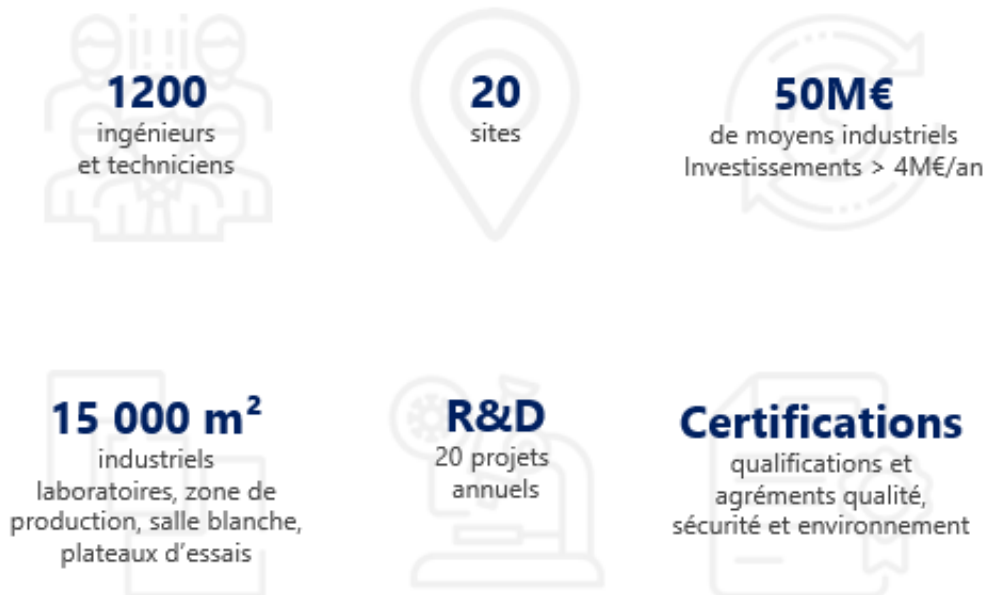 1200
ingénieurs
et techniciens
20
sites
50M€
de moyens industriels
Investissements > 4M€/an
15 000 m²
industriels
laboratoires, zone de
production, salle blanche,
plateaux d'essais
R&D
20 projets
annuels
Certifications
qualifications et
agréments qualité,
sécurité et environnement